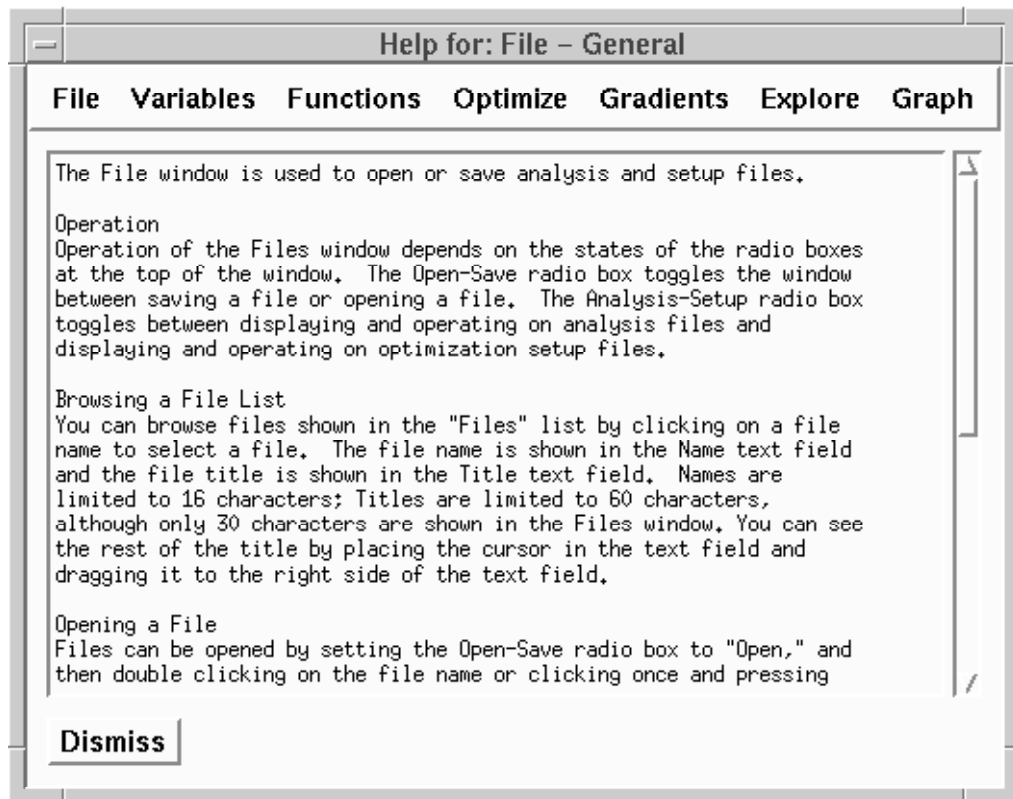 Help for: File – General
File Variables Functions Optimize Gradients Explore Graph
The File window is used to open or save analysis and setup files.
Operation
Operation of the Files window depends on the states of the radio boxes
at the top of the window. The Open-Save radio box toggles the window
between saving a file or opening a file. The Analysis-Setup radio box
toggles between displaying and operating on analysis files and
displaying and operating on optimization setup files.
Browsing a File List
You can browse files shown in the "Files" list by clicking on a file
name to select a file. The file name is shown in the Name text field
and the file title is shown in the Title text field. Names are
limited to 16 characters; Titles are limited to 60 characters,
although only 30 characters are shown in the Files window. You can see
the rest of the title by placing the cursor in the text field and
dragging it to the right side of the text field.
Opening a File
Files can be opened by setting the Open-Save radio box to "Open," and
then double clicking on the file name or clicking once and pressing
Dismiss